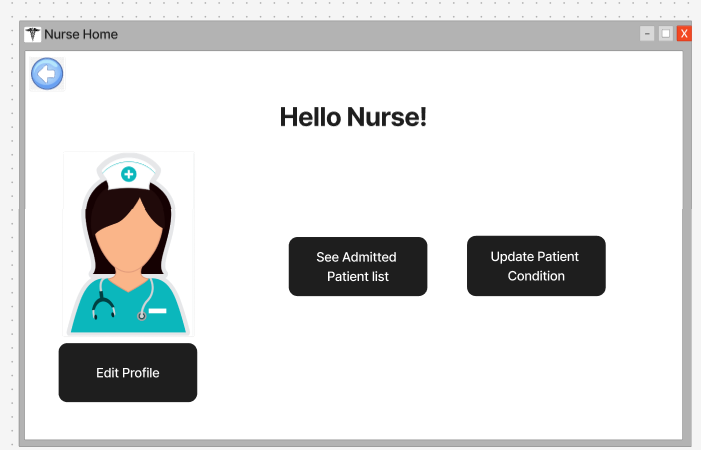 Nurse Home
- X
Hello Nurse!
See Admitted
Patient list
Update Patient
Condition
Edit Profile